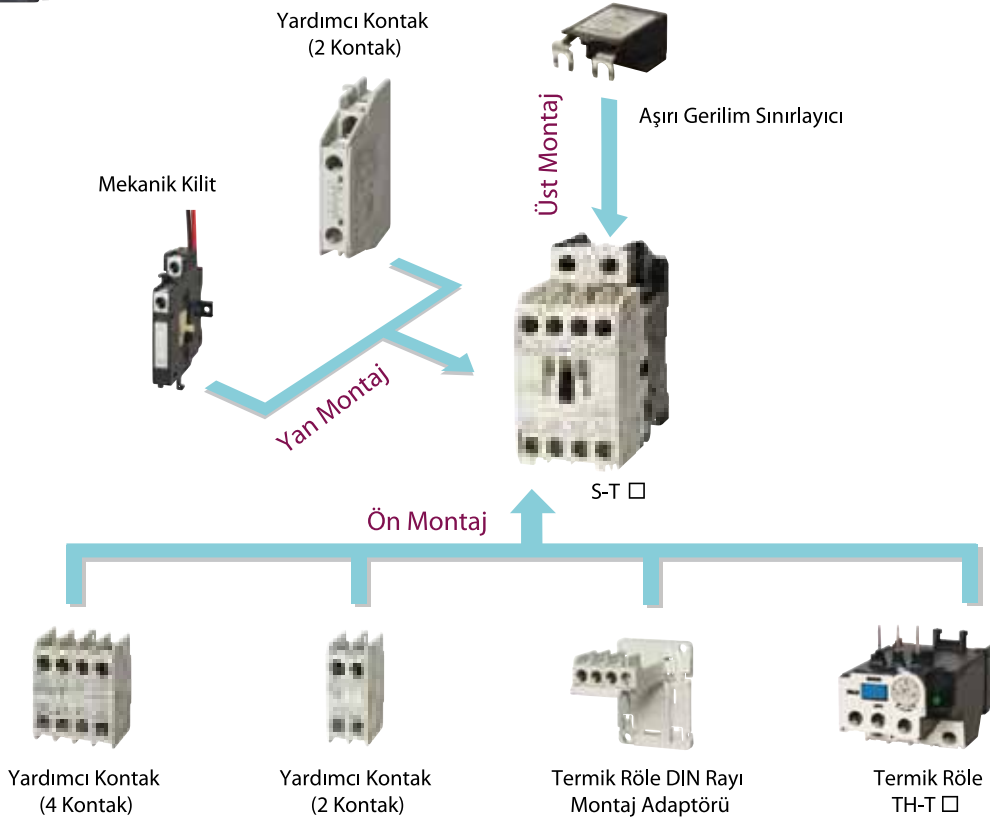 Yardımcı Kontak
(2 Kontak)
Aşırı Gerilim Sınırlayıcı
Üst Montaj
Mekanik Kilit
Yan Montaj
S-T □
Ön Montaj
Yardımcı Kontak
(4 Kontak)
Yardımcı Kontak
(2 Kontak)
Termik Röle DIN Rayı
Montaj Adaptörü
Termik Röle
TH-T □